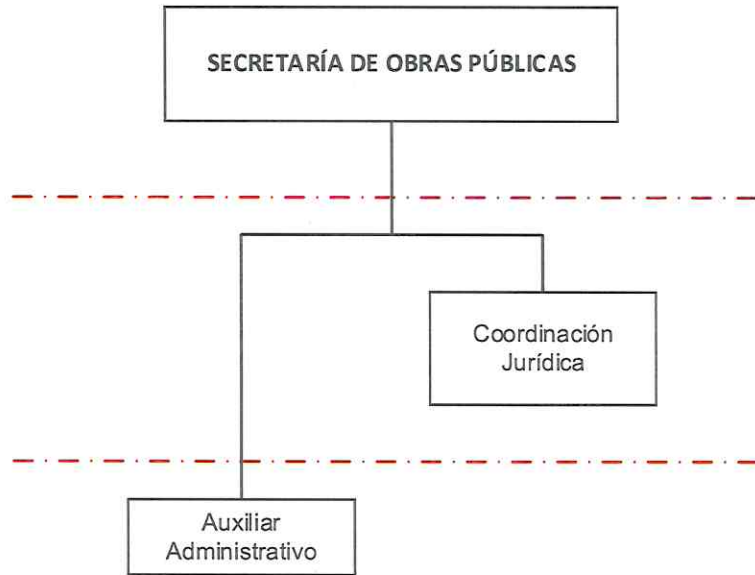 SECRETARÍA DE OBRAS PÚBLICAS
Coordinación
Jurídica
Auxiliar
Administrativo